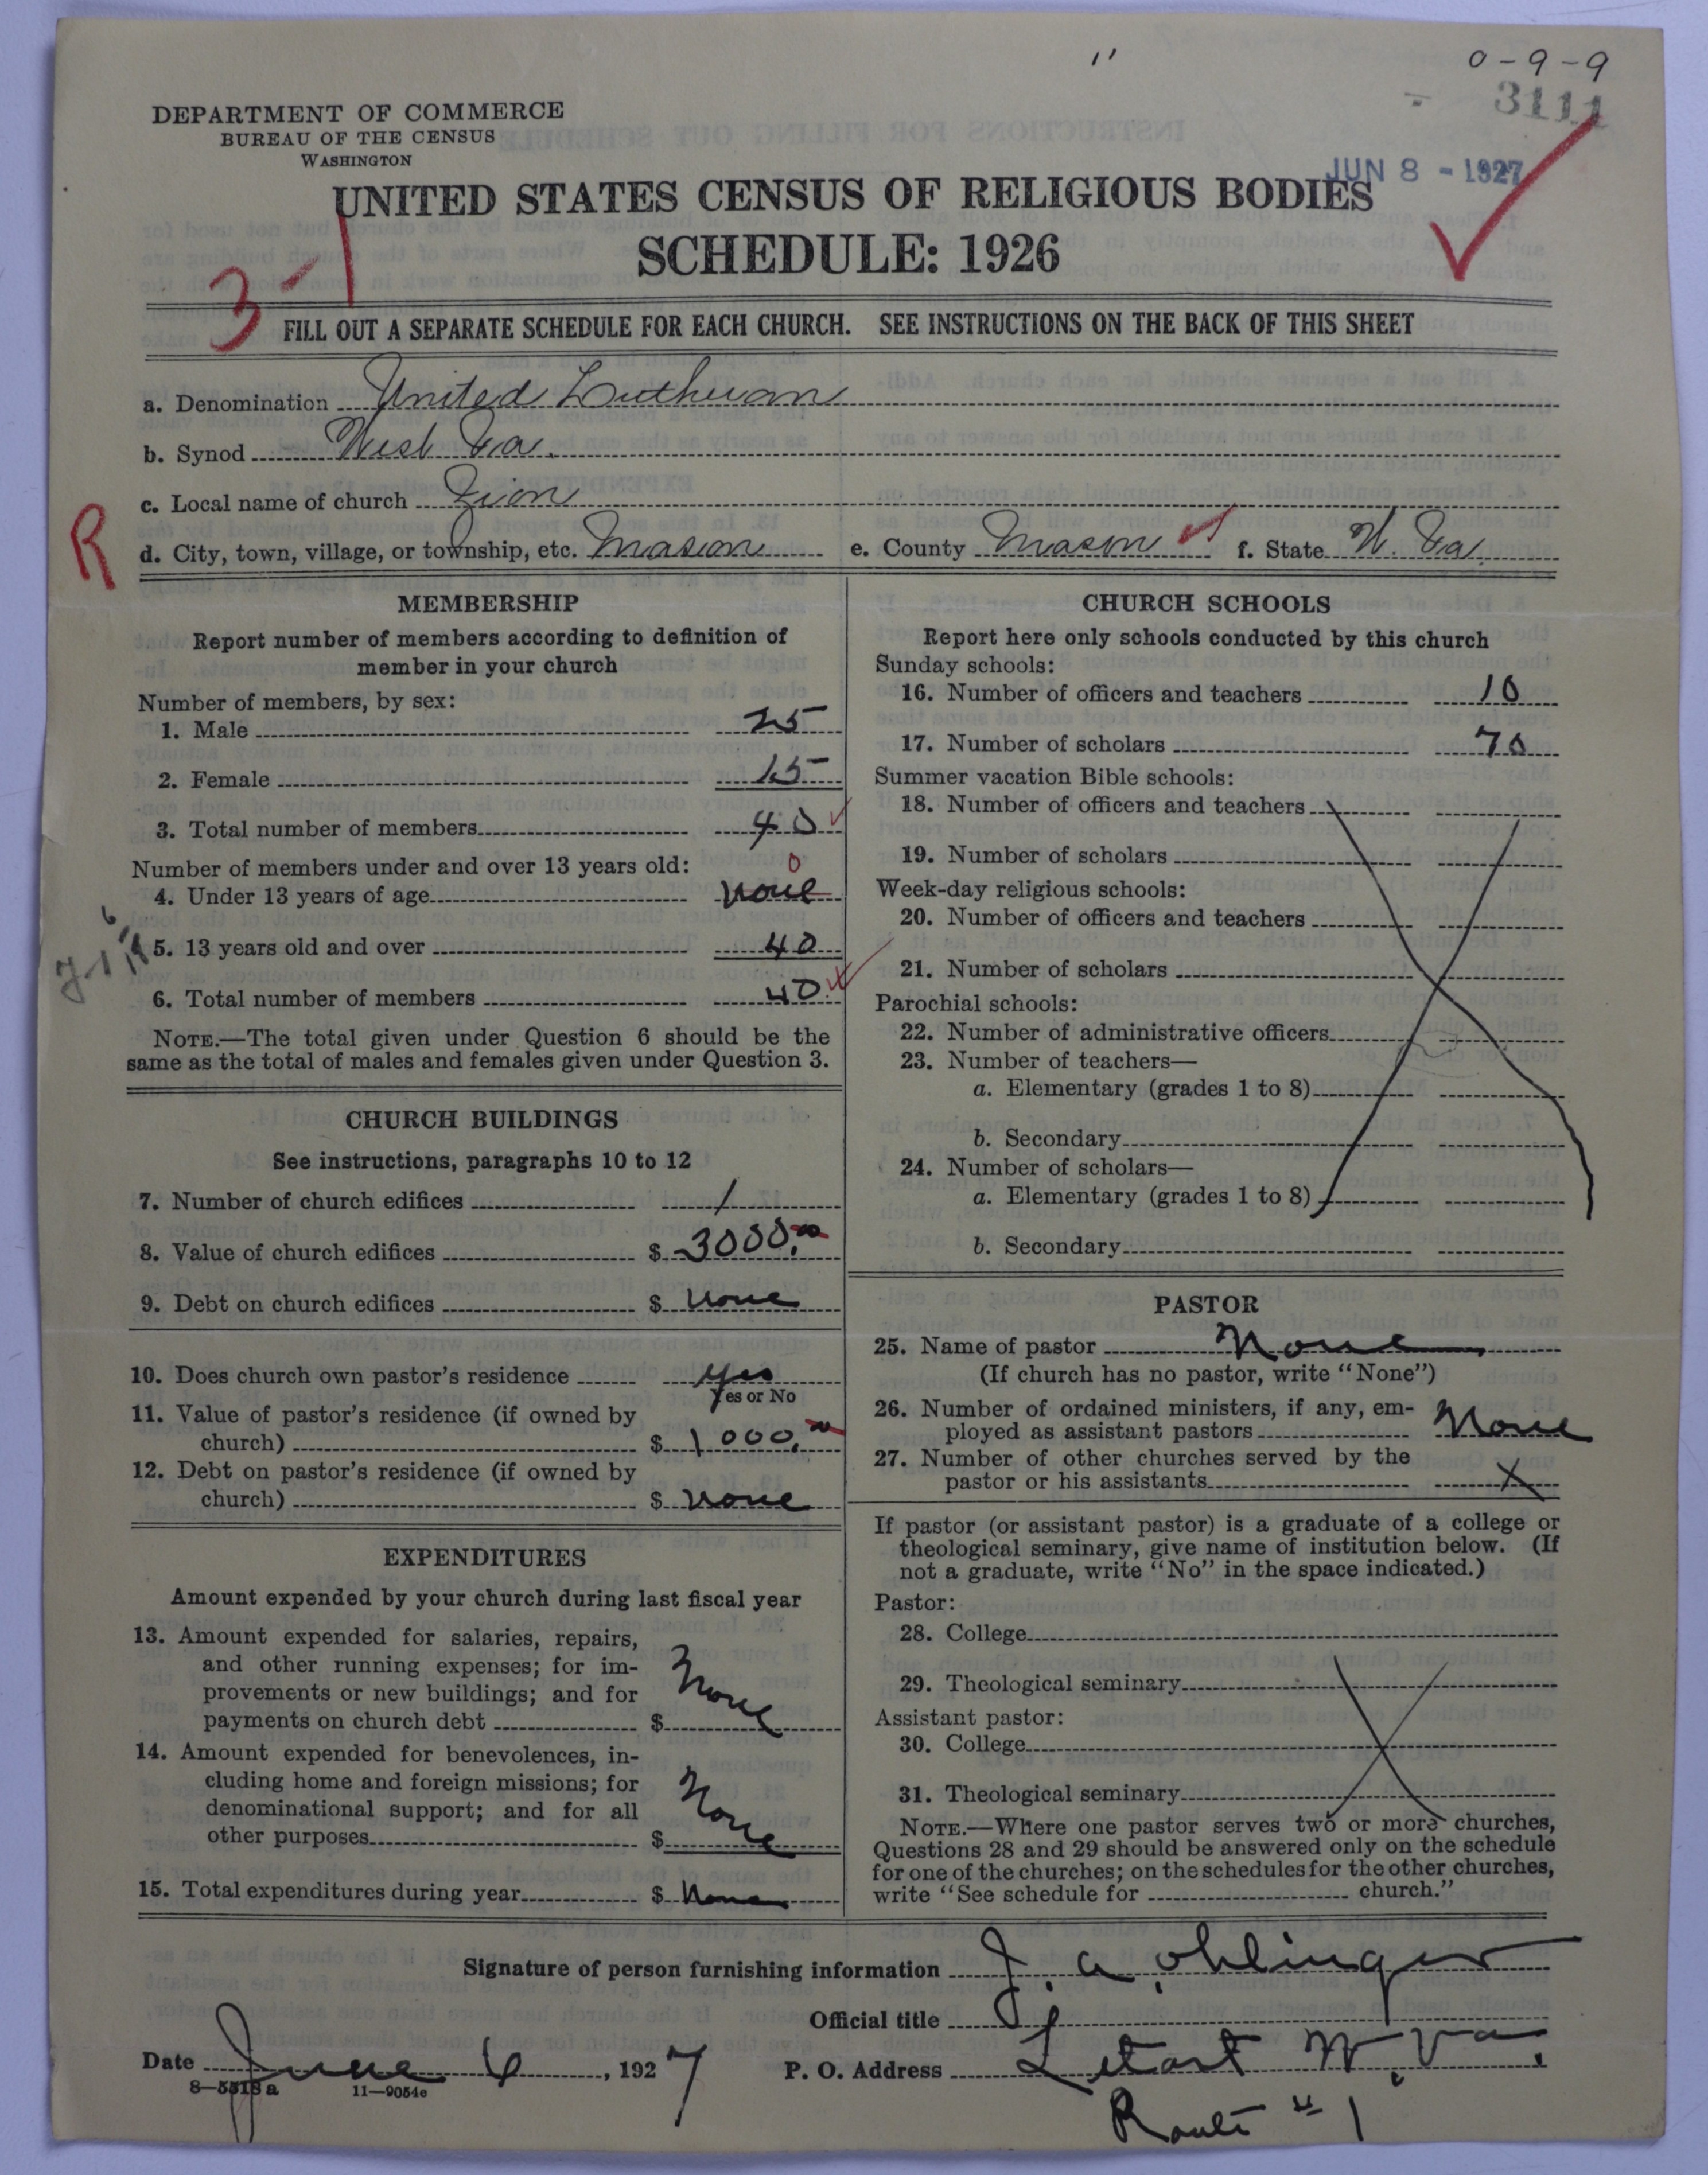 0-9-9
3111
DEPARTMENT OF COMMERCE
BUREAU OF THE CENSUS
WASHINGTON
JUN 8 - 1927
UNITED STATES CENSUS OF RELIGIOUS BODIES
SCHEDULE: 1926
3-1
FILL OUT A SEPARATE SCHEDULE FOR EACH CHURCH. SEE INSTRUCTIONS ON THE BACK OF THIS SHEET
a. Denomination United Lutheran
b. Synod West Va.
c. Local name of church Zion
R
d. City, town, village, or township, etc. Mason e. County Mason f. State W. Va.
MEMBERSHIP
Report number of members according to definition of
member in your church
Number of members, by sex:
1. Male 25
2. Female 15
3. Total number of members 40
Number of members under and over 13 years old:
0
4. Under 13 years of age none
5. 13 years old and over 40
6. Total number of members 40
NOTE.—The total given under Question 6 should be the
same as the total of males and females given under Question 3.
CHURCH BUILDINGS
See instructions, paragraphs 10 to 12
7. Number of church edifices 1
8. Value of church edifices $ 3000.00
9. Debt on church edifices $ none
10. Does church own pastor's residence yes
Yes or No
11. Value of pastor's residence (if owned by
church) $ 1000.00
12. Debt on pastor's residence (if owned by
church) $ none
EXPENDITURES
Amount expended by your church during last fiscal year
13. Amount expended for salaries, repairs,
and other running expenses; for im-
provements or new buildings; and for
payments on church debt $ None
14. Amount expended for benevolences, in-
cluding home and foreign missions; for
denominational support; and for all
other purposes $ None
15. Total expenditures during year $ None
CHURCH SCHOOLS
Report here only schools conducted by this church
Sunday schools:
16. Number of officers and teachers 10
17. Number of scholars 70
Summer vacation Bible schools:
18. Number of officers and teachers
19. Number of scholars
Week-day religious schools:
20. Number of officers and teachers
21. Number of scholars
Parochial schools:
22. Number of administrative officers
23. Number of teachers—
a. Elementary (grades 1 to 8)
b. Secondary
24. Number of scholars—
a. Elementary (grades 1 to 8)
b. Secondary
PASTOR
25. Name of pastor None
(If church has no pastor, write "None")
26. Number of ordained ministers, if any, em-
ployed as assistant pastors None
27. Number of other churches served by the
pastor or his assistants X
If pastor (or assistant pastor) is a graduate of a college or
theological seminary, give name of institution below. (If
not a graduate, write "No" in the space indicated.)
Pastor:
28. College
29. Theological seminary
Assistant pastor:
30. College
31. Theological seminary
NOTE.—Where one pastor serves two or more churches,
Questions 28 and 29 should be answered only on the schedule
for one of the churches; on the schedules for the other churches,
write "See schedule for church."
Signature of person furnishing information J. a. ohlinger
Official title
Date June 6, 1927 P. O. Address Letart W. Va.
8-5518a 11-9054e
Route # 1